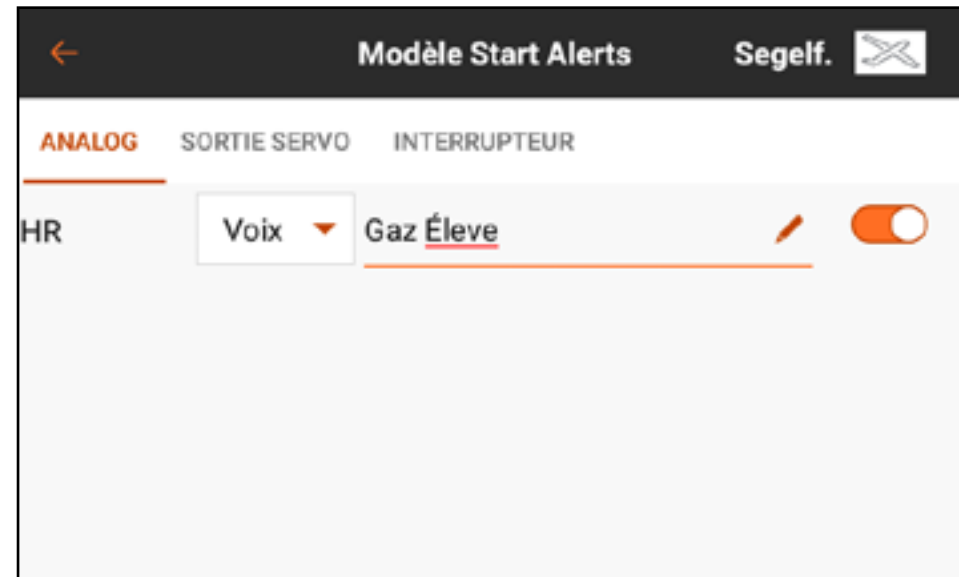 Modèle Start Alerts Segelf.
ANALOG SORTIE SERVO INTERRUPTEUR
HR Voix Gaz Éleve